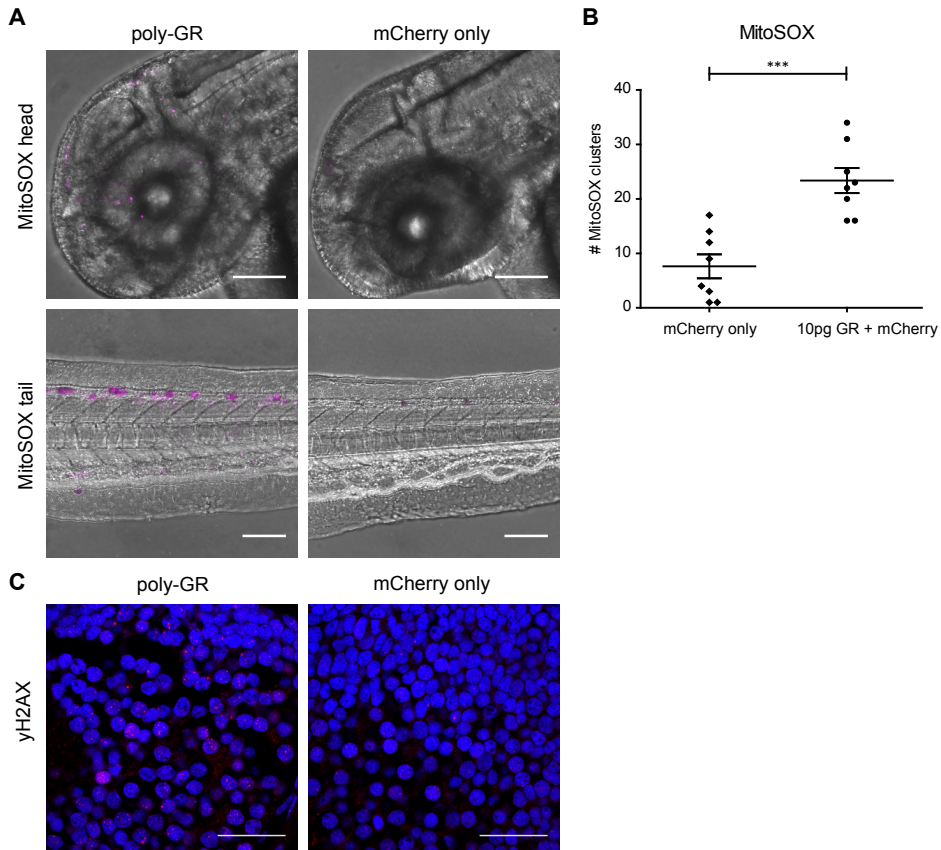 A
poly-GR
mCherry only
MitoSOX head
MitoSOX tail
B
MitoSOX
***
# MitoSOX clusters
40
30
20
10
0
mCherry only
10pg GR + mCherry
C
poly-GR
mCherry only
yH2AX